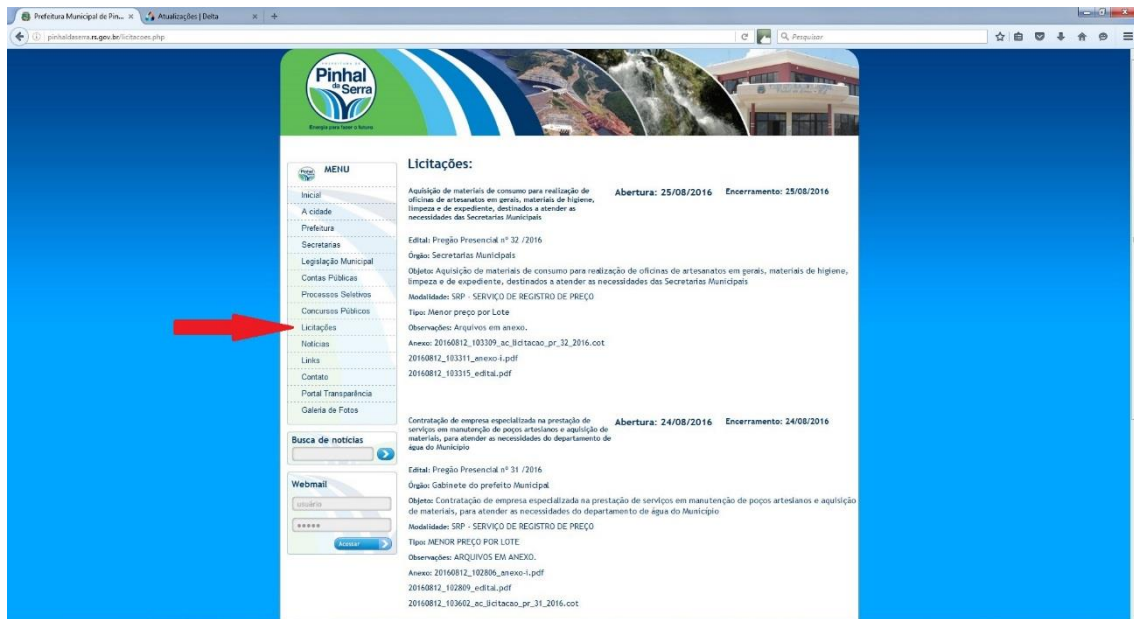 Prefeitura Municipal de Pin...
Atualizações | Delta
pinhaldaserra.rs.gov.br/licitacoes.php
Pesquisar
Pinhal
da Serra
Energia para fazer o futuro
MENU
Inicial
A cidade
Prefeitura
Secretarias
Legislação Municipal
Contas Públicas
Processos Seletivos
Concursos Públicos
Licitações
Notícias
Links
Contato
Portal Transparência
Galeria de Fotos
Busca de notícias
Webmail
usuário
•••••
Acessar
Licitações:
Aquisição de materiais de consumo para realização de
oficinas de artesanatos em gerais, materiais de higiene,
limpeza e de expediente, destinados a atender as
necessidades das Secretarias Municipais
Abertura: 25/08/2016 Encerramento: 25/08/2016
Edital: Pregão Presencial nº 32 /2016
Órgão: Secretarias Municipais
Objeto: Aquisição de materiais de consumo para realização de oficinas de artesanatos em gerais, materiais de higiene,
limpeza e de expediente, destinados a atender as necessidades das Secretarias Municipais
Modalidade: SRP - SERVIÇO DE REGISTRO DE PREÇO
Tipo: Menor preço por Lote
Observações: Arquivos em anexo.
Anexo: 20160812_103309_ac_licitacao_pr_32_2016.cot
20160812_103311_anexo-i.pdf
20160812_103315_edital.pdf
Contratação de empresa especializada na prestação de
serviços em manutenção de poços artesianos e aquisição de
materiais, para atender as necessidades do departamento de
água do Município
Abertura: 24/08/2016 Encerramento: 24/08/2016
Edital: Pregão Presencial nº 31 /2016
Órgão: Gabinete do prefeito Municipal
Objeto: Contratação de empresa especializada na prestação de serviços em manutenção de poços artesianos e aquisição
de materiais, para atender as necessidades do departamento de água do Município
Modalidade: SRP - SERVIÇO DE REGISTRO DE PREÇO
Tipo: MENOR PREÇO POR LOTE
Observações: ARQUIVOS EM ANEXO.
Anexo: 20160812_102806_anexo-i.pdf
20160812_102809_edital.pdf
20160812_103602_ac_licitacao_pr_31_2016.cot